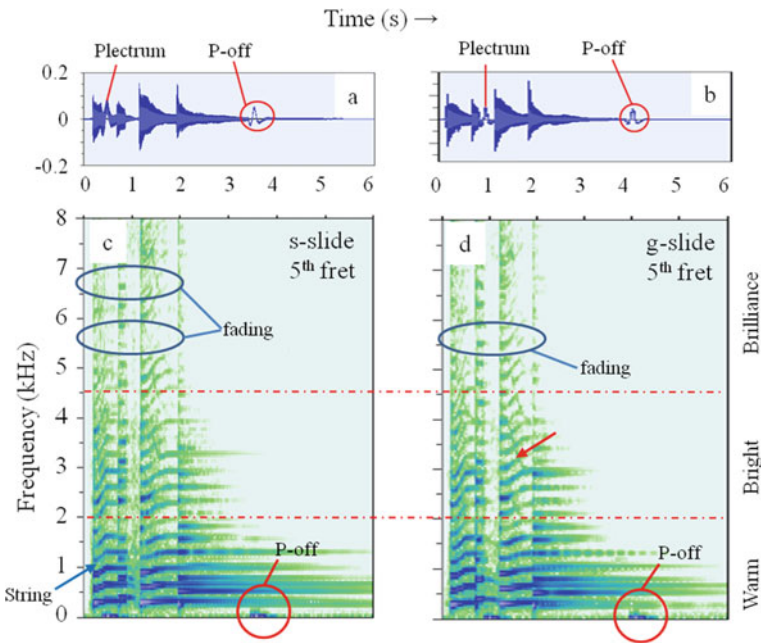 Time (s) →
Plectrum P-off Plectrum P-off
0.2
a b
0
-0.2
0 1 2 3 4 5 6 0 1 2 3 4 5 6
8
c s-slide d g-slide
7 5th fret 5th fret
6
fading fading
5
4
3
2
1
String
0
P-off P-off
Frequency (kHz)
Brilliance
Bright
Warm